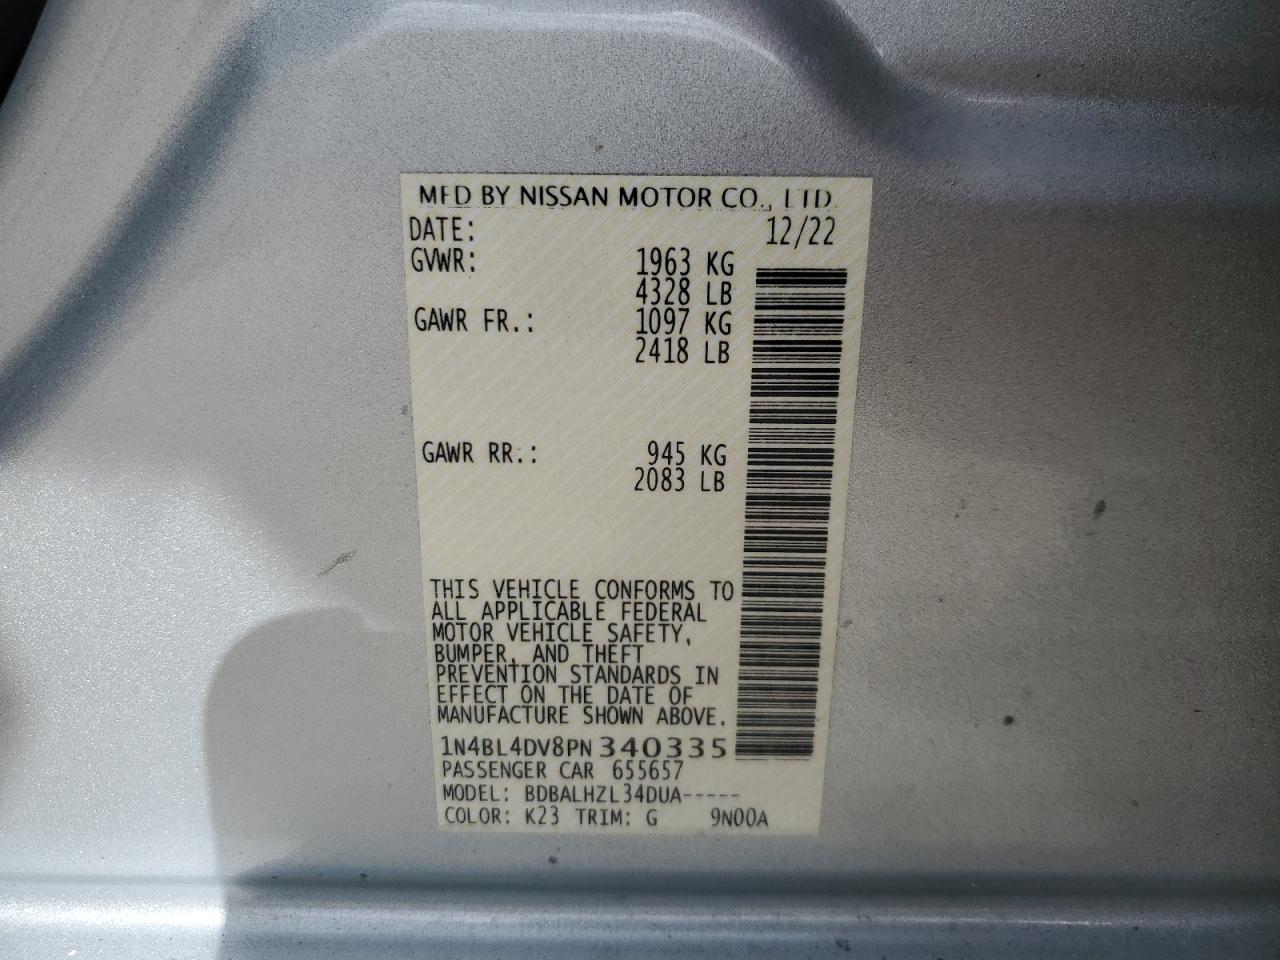 MFD BY NISSAN MOTOR CO., LTD.
DATE: 12/22
GVWR: 1963 KG
4328 LB
GAWR FR.: 1097 KG
2418 LB
GAWR RR.: 945 KG
2083 LB
THIS VEHICLE CONFORMS TO
ALL APPLICABLE FEDERAL
MOTOR VEHICLE SAFETY,
BUMPER, AND THEFT
PREVENTION STANDARDS IN
EFFECT ON THE DATE OF
MANUFACTURE SHOWN ABOVE.
1N4BL4DV8PN340335
PASSENGER CAR 655657
MODEL: BDBALHZL34DUA-----
COLOR: K23 TRIM: G 9N00A